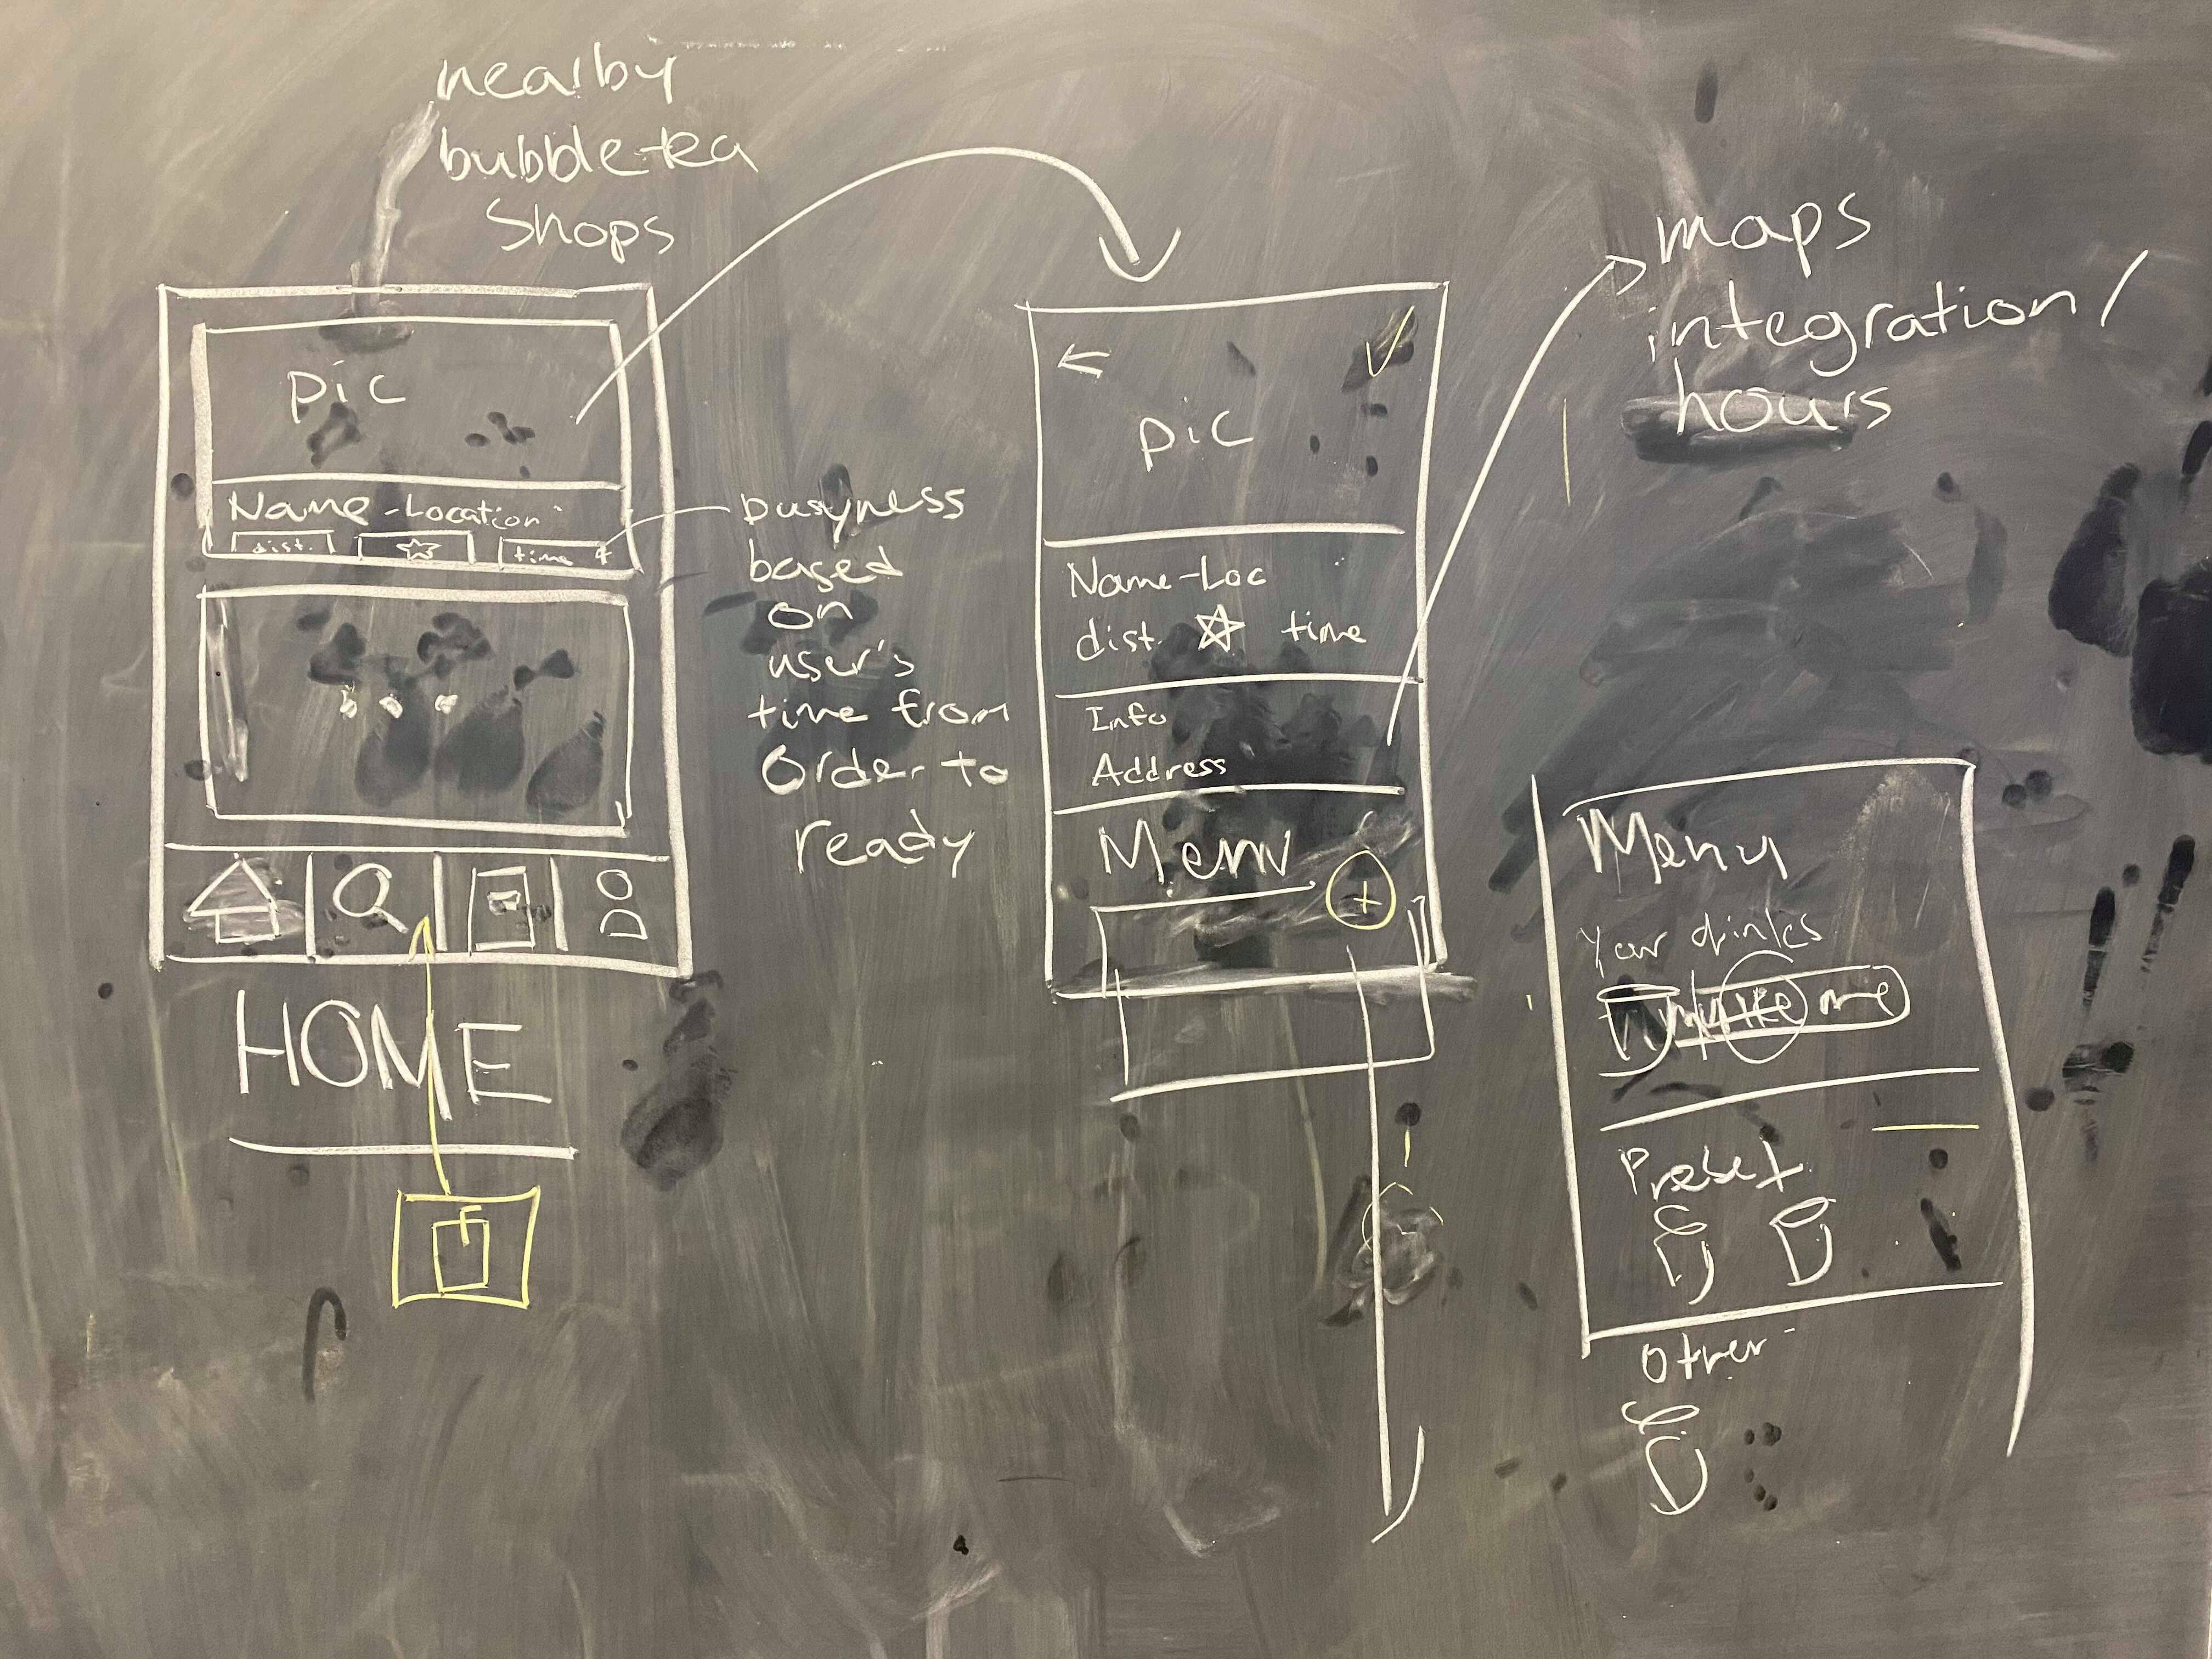 nearby
bubble tea
shops
pic
Name - Location
dist.
time
HOME
busyness
based
on
user's
time from
order to
ready
pic
Name - Loc
dist. time
Info
Address
Menu
+
maps
integration/
hours
Menu
Your drinks
me
Preset
Other